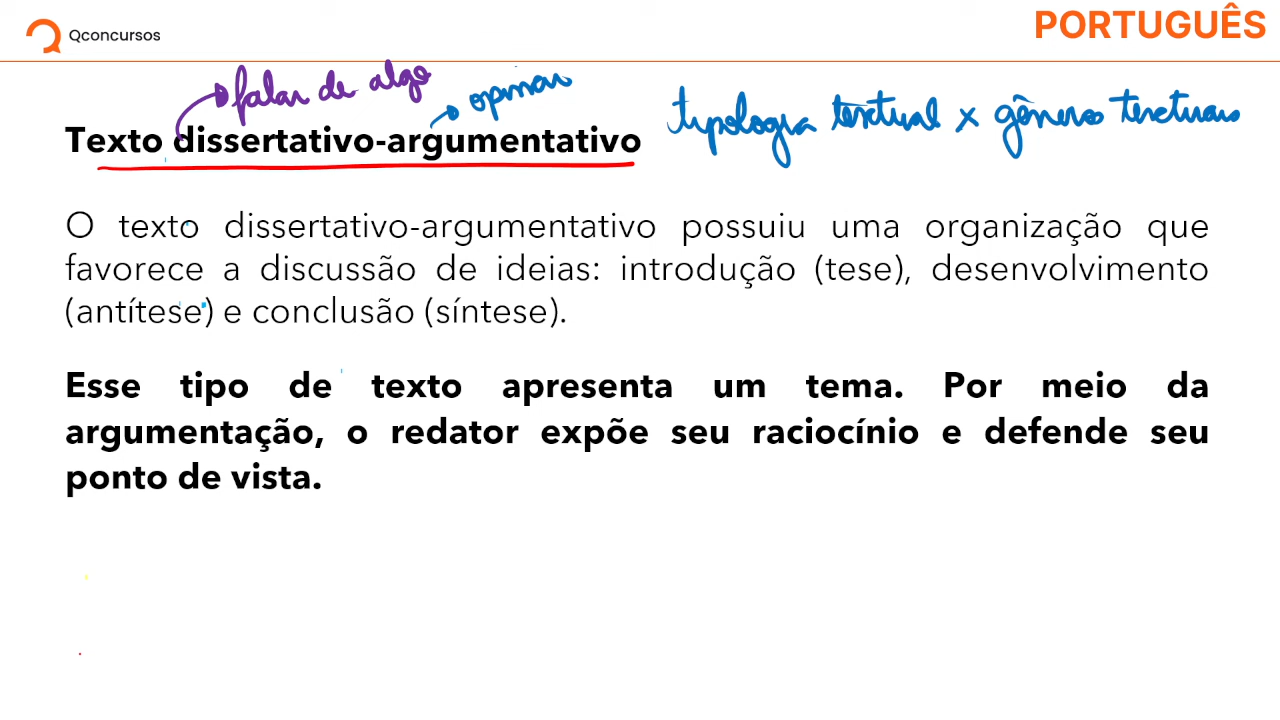 Qconcursos
PORTUGUÊS
falar de algo
opinar
tipologia textual x gêneros textuais
Texto dissertativo-argumentativo
O texto dissertativo-argumentativo possuiu uma organização que
favorece a discussão de ideias: introdução (tese), desenvolvimento
(antítese) e conclusão (síntese).
Esse tipo de texto apresenta um tema. Por meio da
argumentação, o redator expõe seu raciocínio e defende seu
ponto de vista.